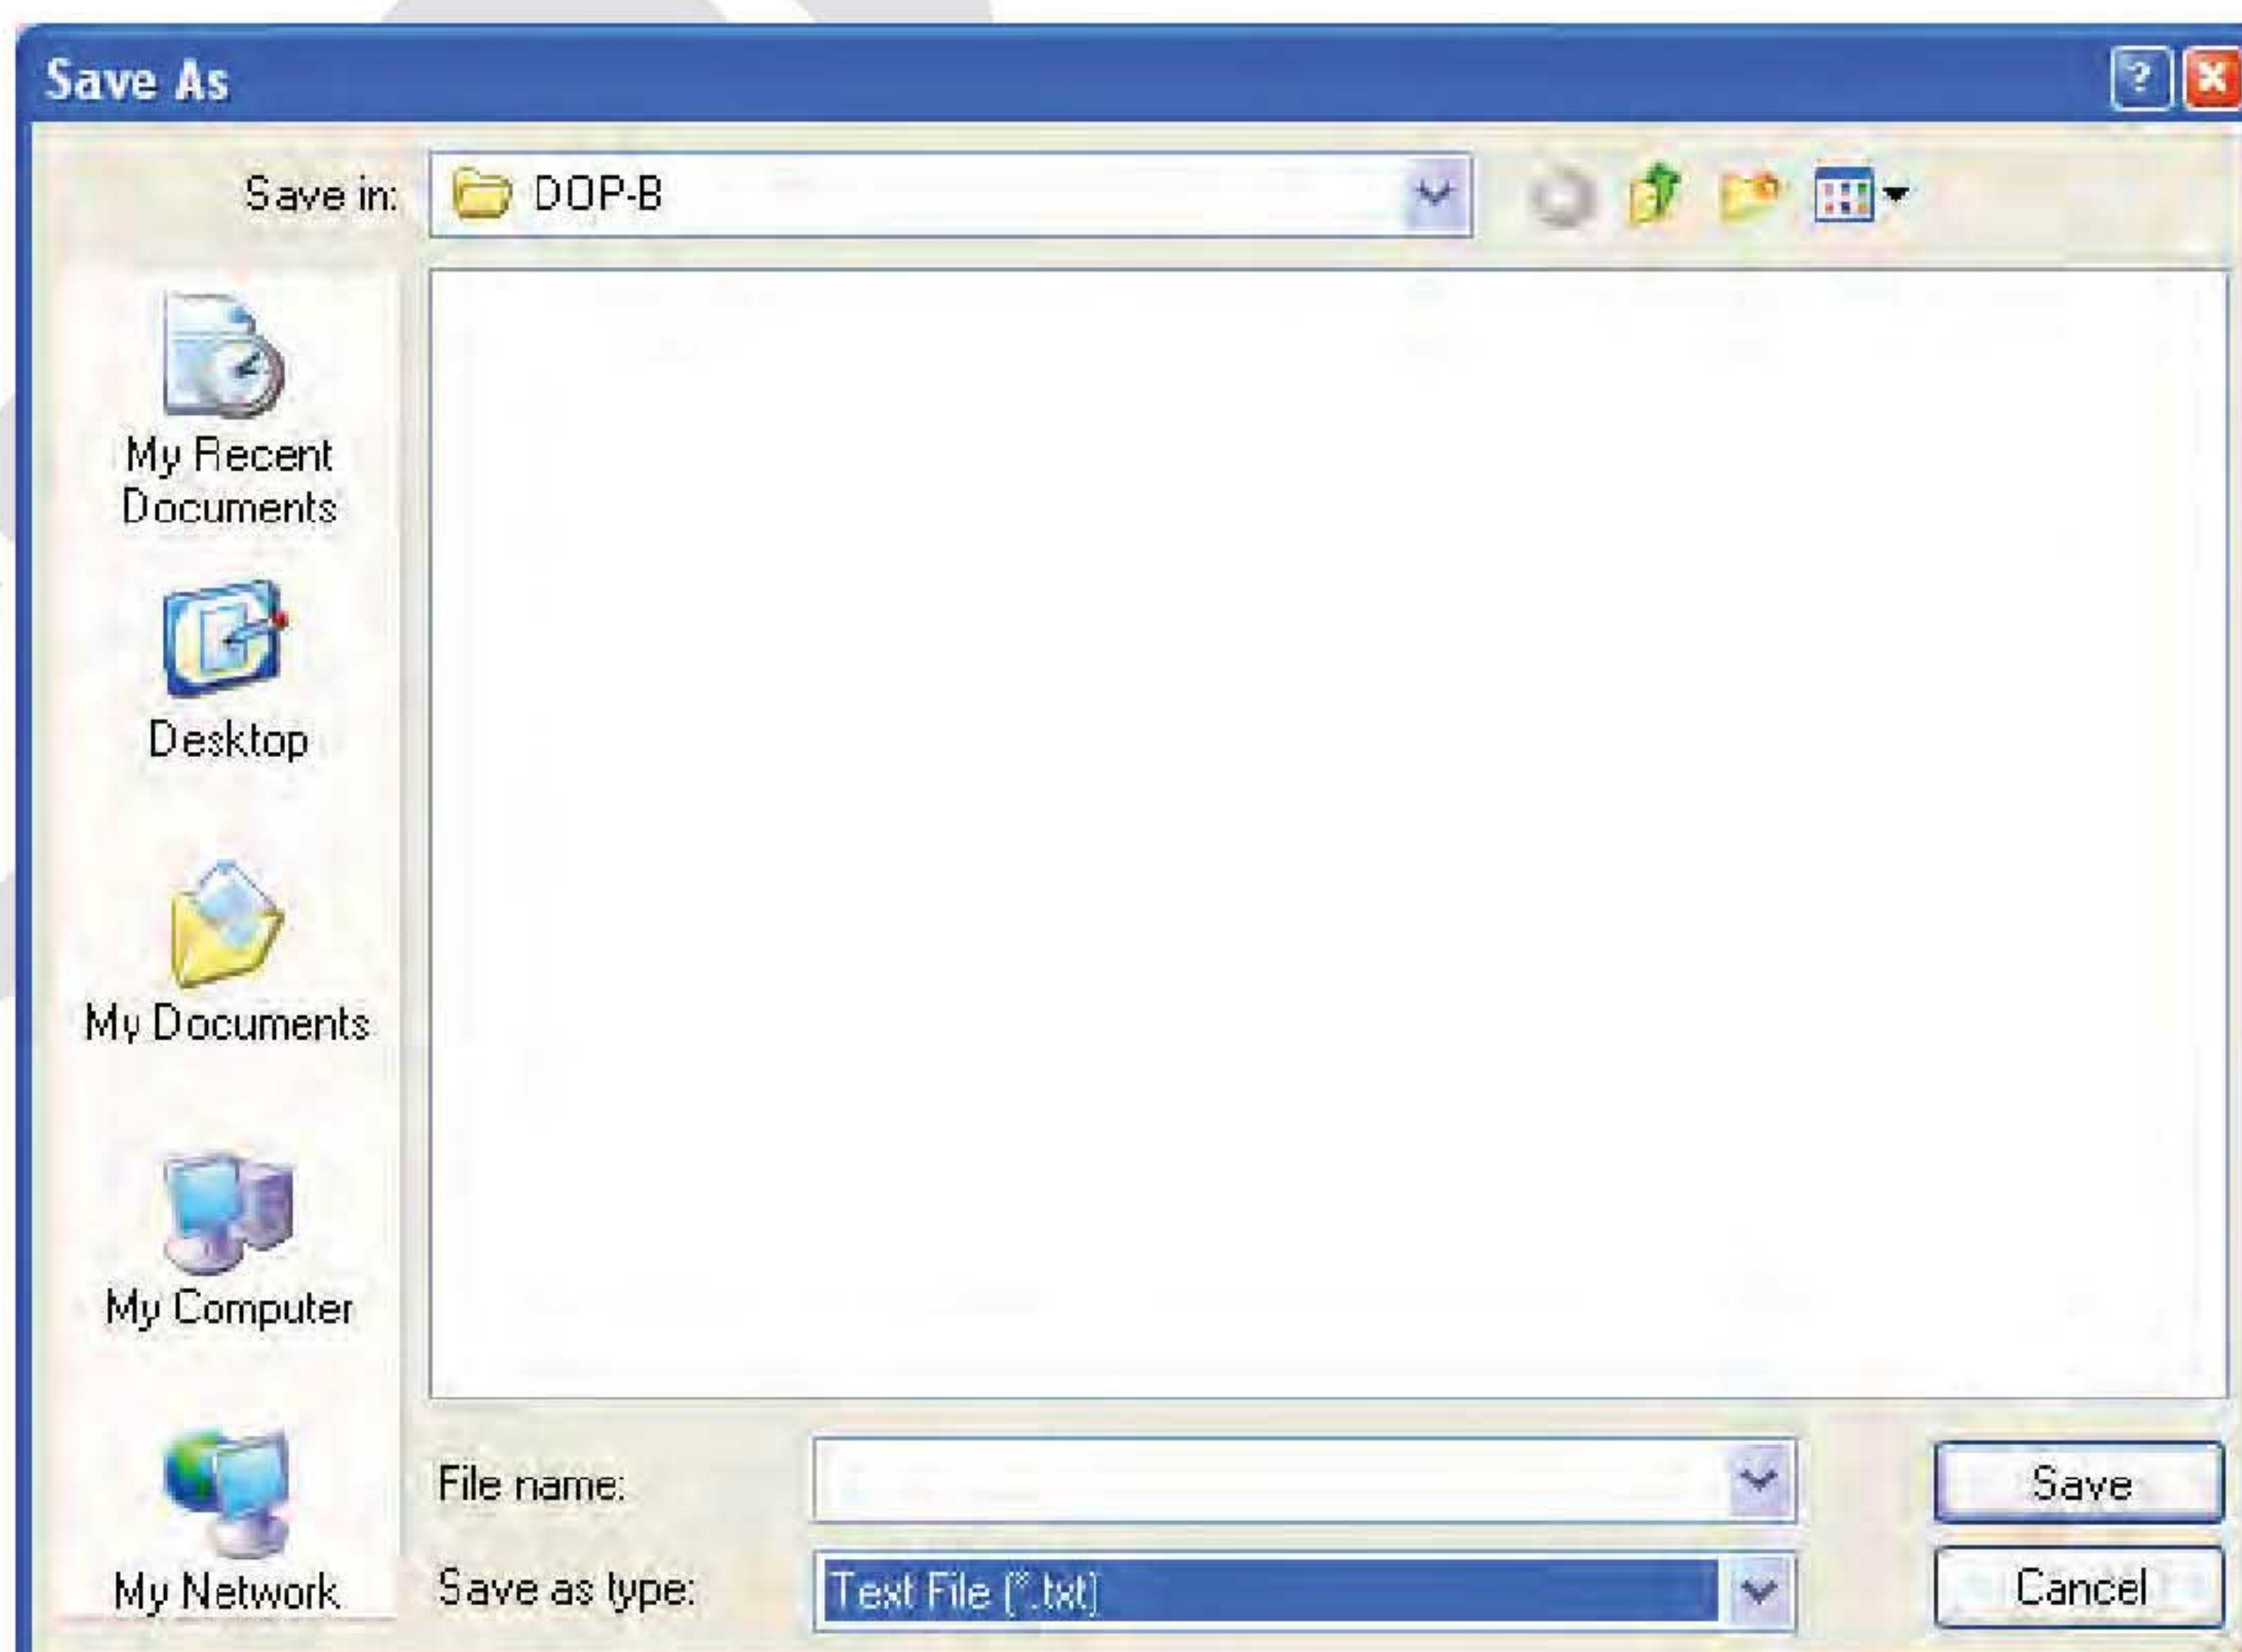 Save As
Save in: DOP-B
My Recent
Documents
Desktop
My Documents
My Computer
My Network
File name:
Save
Save as type: Text File (*.txt)
Cancel